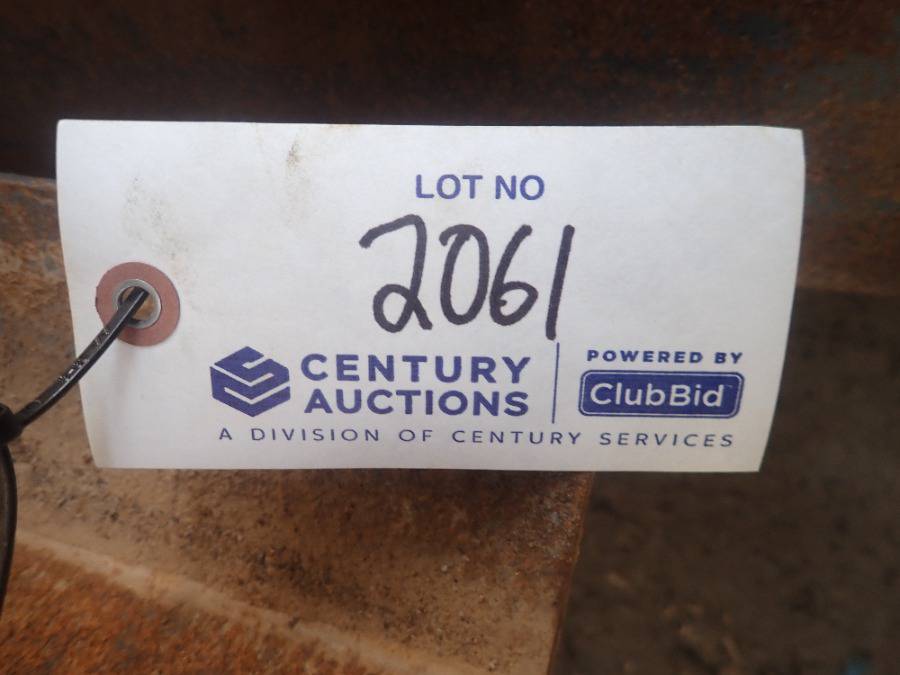 LOT NO
2061
CENTURY
AUCTIONS
POWERED BY
ClubBid
A DIVISION OF CENTURY SERVICES